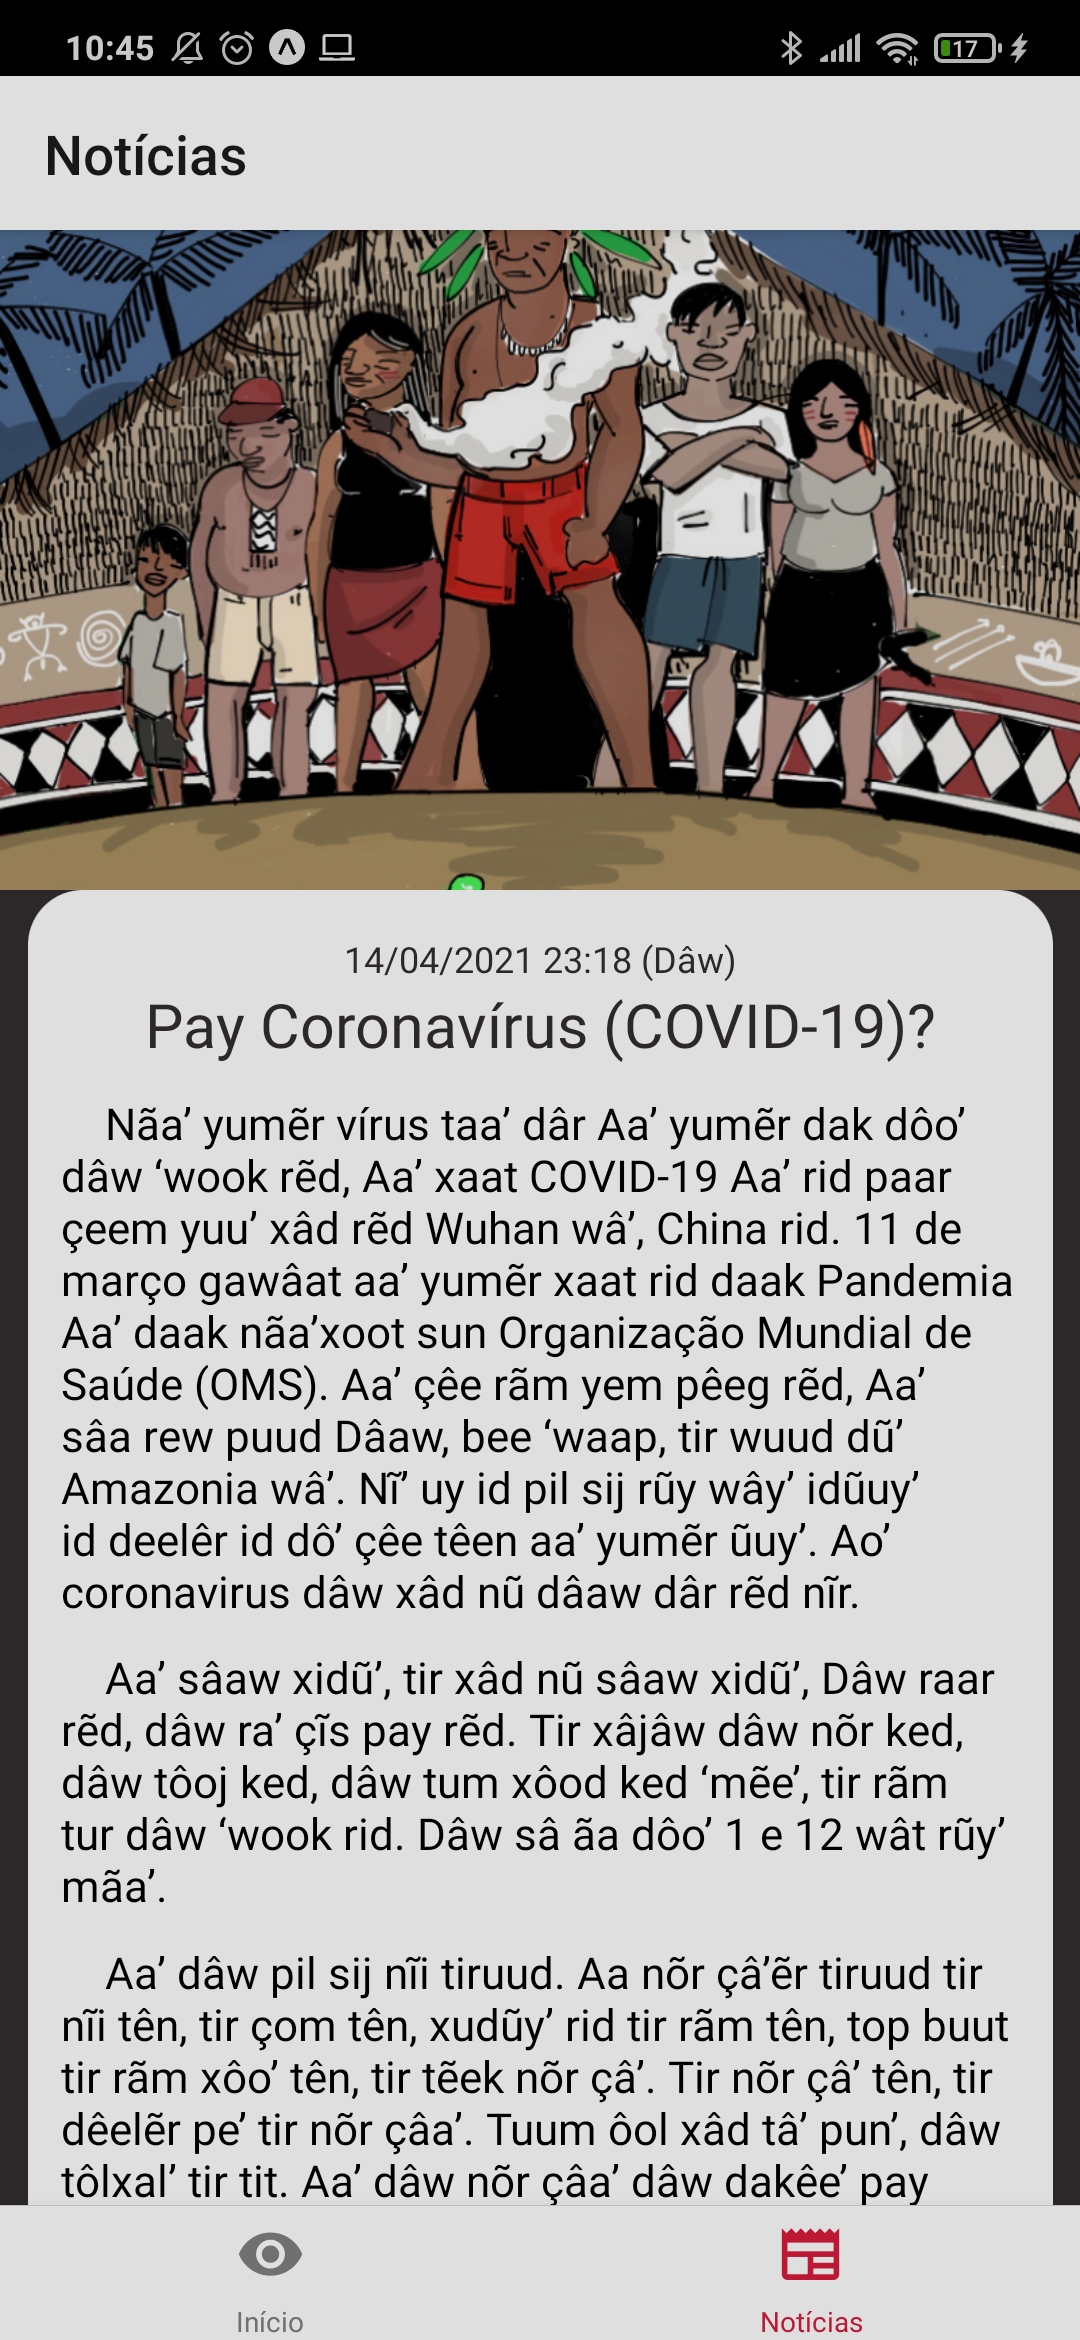 10:45
17
Notícias
14/04/2021 23:18 (Dâw)
Pay Coronavírus (COVID-19)?
Nãa’ yumẽr vírus taa’ dâr Aa’ yumẽr dak dôo’
dâw ‘wook rẽd, Aa’ xaat COVID-19 Aa’ rid paar
çeem yuu’ xâd rẽd Wuhan wâ’, China rid. 11 de
março gawâat aa’ yumẽr xaat rid daak Pandemia
Aa’ daak nãa’xoot sun Organização Mundial de
Saúde (OMS). Aa’ çêe rãm yem pêeg rẽd, Aa’
sâa rew puud Dâaw, bee ‘waap, tir wuud dũ’
Amazonia wâ’. Nĩ’ uy id pil sij rũy wây’ idũuy’
id deelêr id dô’ çêe têen aa’ yumẽr ũuy’. Ao’
coronavirus dâw xâd nũ dâaw dâr rẽd nĩr.
Aa’ sâaw xidũ’, tir xâd nũ sâaw xidũ’, Dâw raar
rẽd, dâw ra’ çĩs pay rẽd. Tir xâjâw dâw nõr ked,
dâw tôoj ked, dâw tum xôod ked ‘mẽe’, tir rãm
tur dâw ‘wook rid. Dâw sâ ãa dôo’ 1 e 12 wât rũy’
mãa’.
Aa’ dâw pil sij nĩi tiruud. Aa nõr çâ’ẽr tiruud tir
nĩi tên, tir çom tên, xudũy’ rid tir rãm tên, top buut
tir rãm xôo’ tên, tir tẽek nõr çâ’. Tir nõr çâ’ tên, tir
dêelẽr pe’ tir nõr çâa’. Tuum ôol xâd tâ’ pun’, dâw
tôlxal’ tir tit. Aa’ dâw nõr çâa’ dâw dakêe’ pay
Início
Notícias